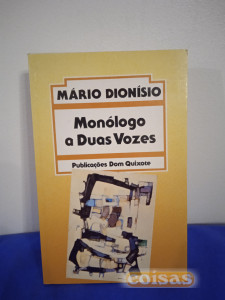 MÁRIO DIONÍSIO
Monólogo
a Duas Vozes
Publicações Dom Quixote
coisas